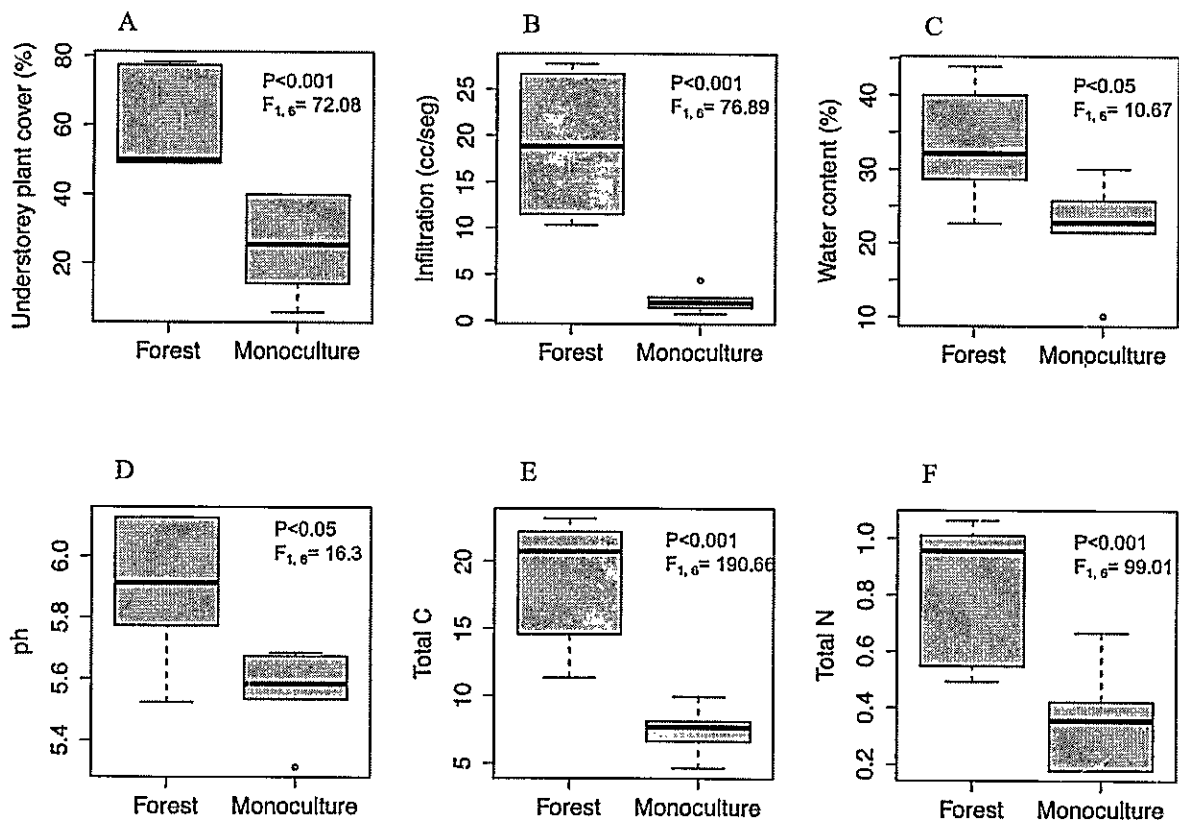 A
Understorey plant cover (%)
80
60
40
20
P<0.001
F1, 6= 72.08
Forest Monoculture
B
Infiltration (cc/seg)
25
20
15
10
5
0
P<0.001
F1, 6= 76.89
Forest Monoculture
C
Water content (%)
40
30
20
10
P<0.05
F1, 6= 10.67
Forest Monpculture
D
ph
6.0
5.8
5.6
5.4
P<0.05
F1, 6= 16.3
Forest Monoculture
E
Total C
20
15
10
5
P<0.001
F1, 6= 190.66
Forest Monoculture
F
Total N
1.0
0.8
0.6
0.4
0.2
P<0.001
F1, 6= 99.01
Forest Monoculture